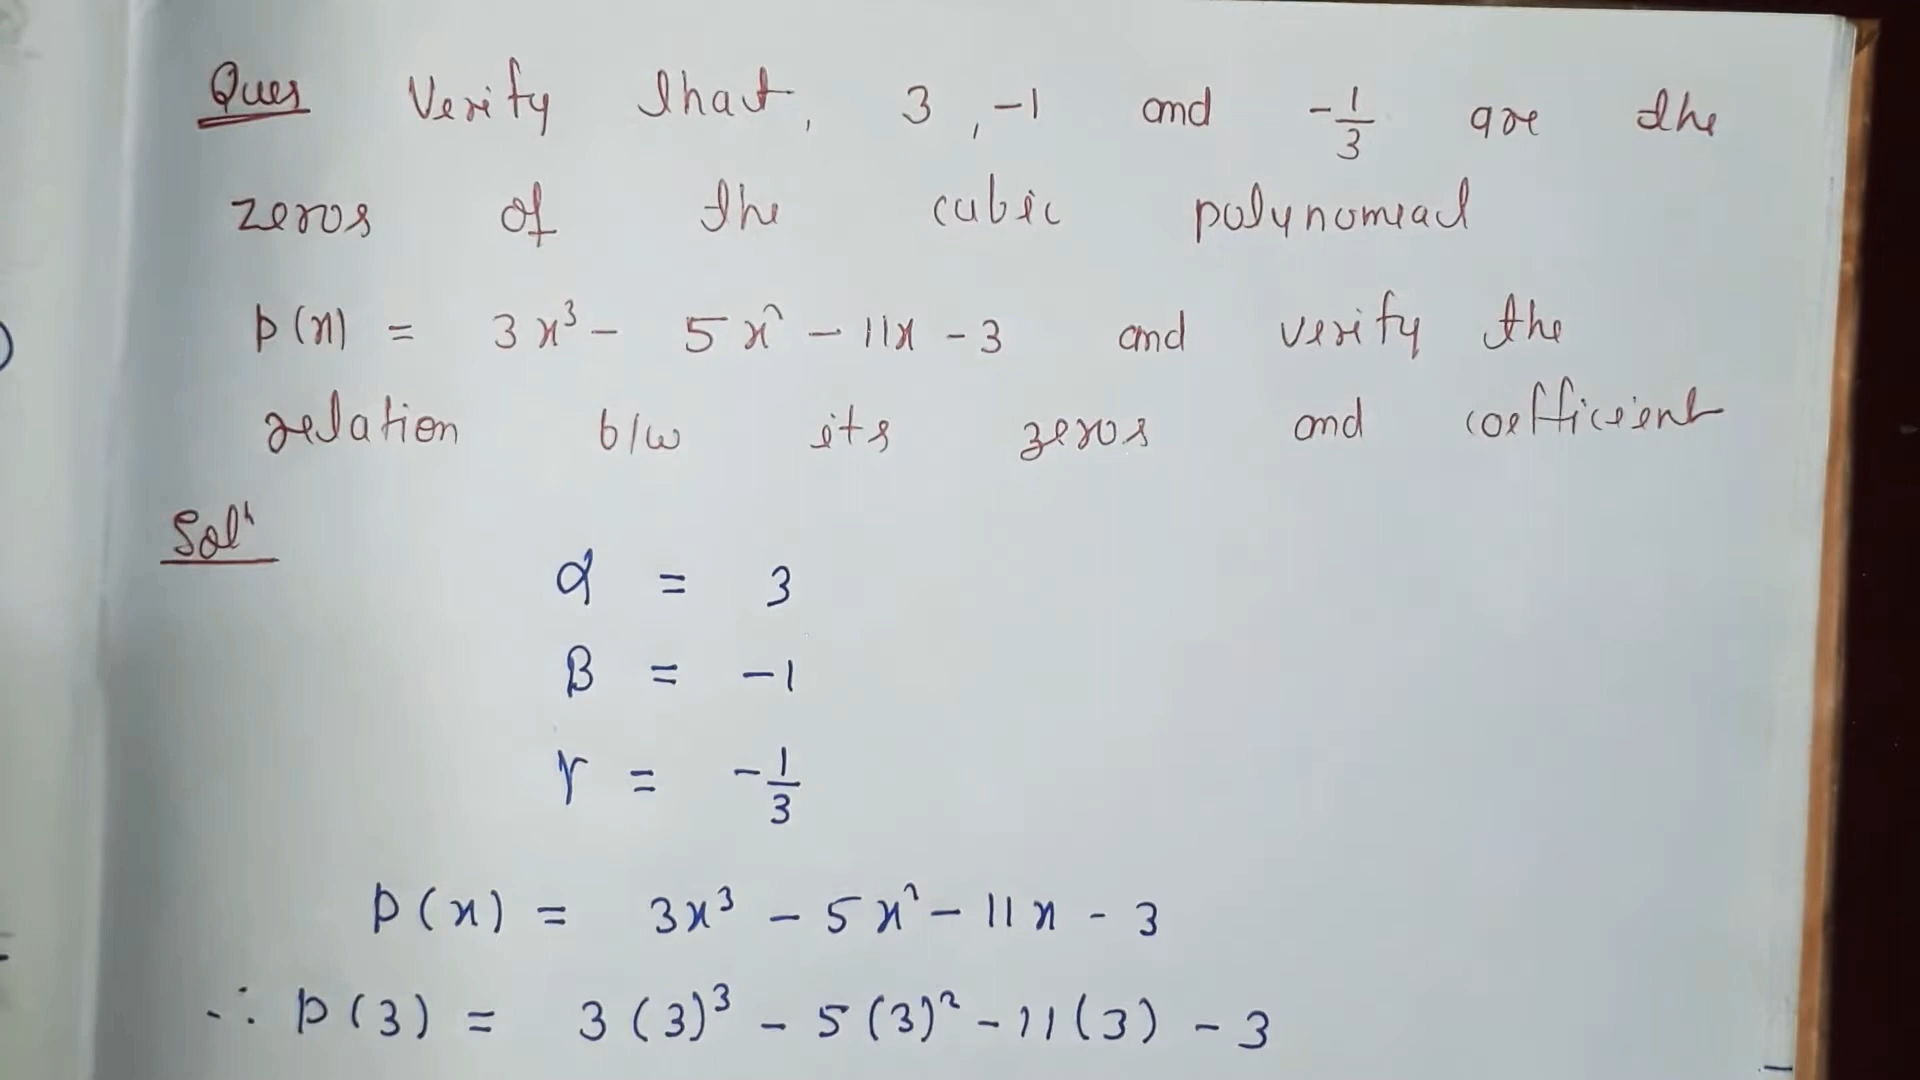 Ques Verify that, 3, -1 and -1/3 are the
zeros of the cubic polynomial
p(x) = 3x³ - 5x² - 11x - 3 and verify the
relation b/w its zeros and coefficient
Solⁿ
α = 3
β = -1
γ = -1/3
p(x) = 3x³ - 5x² - 11x - 3
∴ p(3) = 3(3)³ - 5(3)² - 11(3) - 3